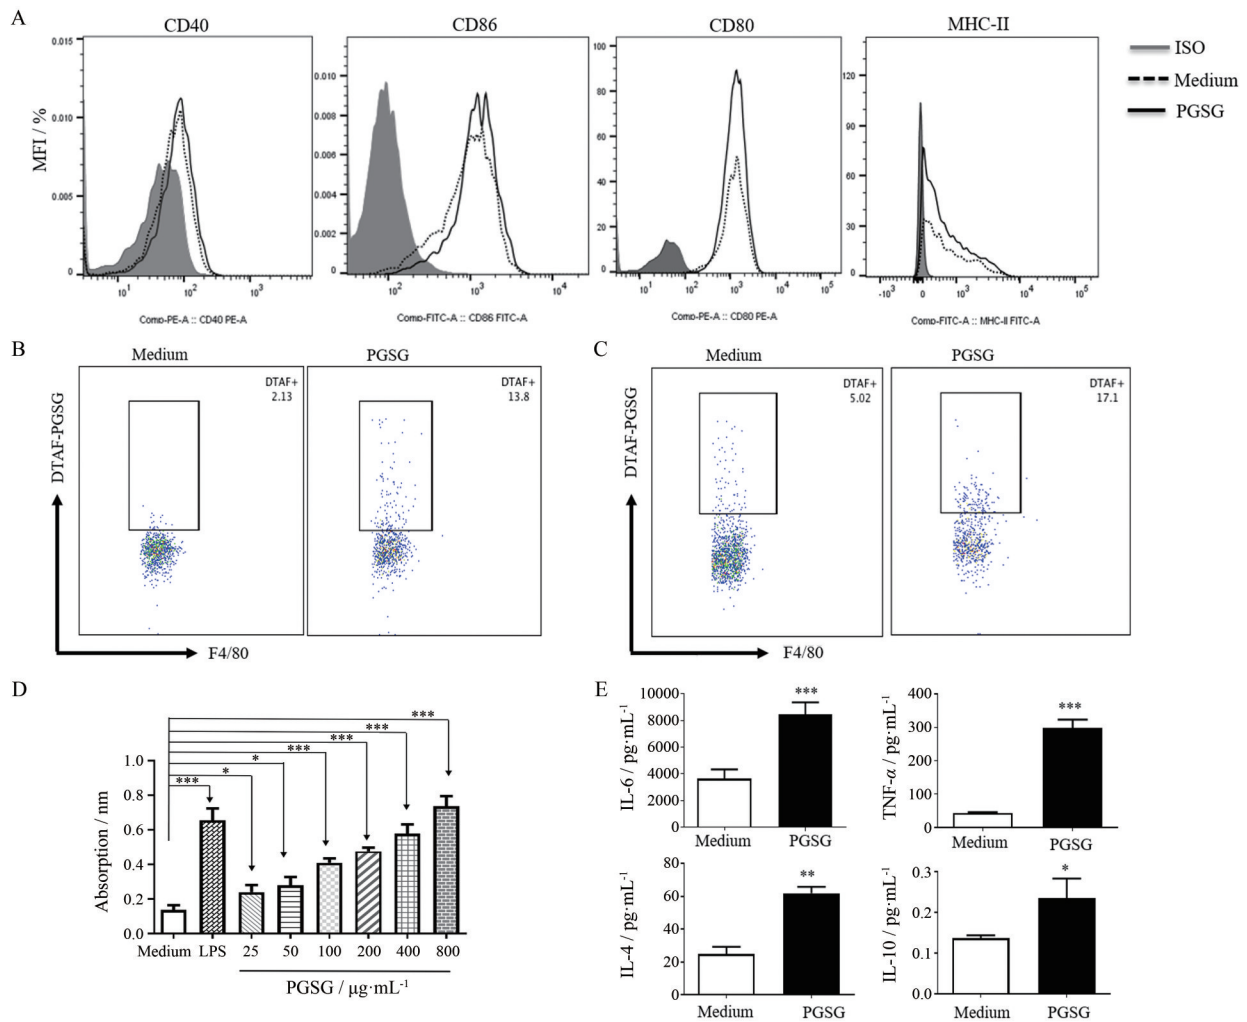 A
CD40
CD86
CD80
MHC-II
ISO
Medium
PGSG
MFI / %
0.015
0.010
0.005
0
10¹
10²
10³
Comp-PE-A :: CD40 PE-A
0.010
0.008
0.006
0.004
0.002
0
10²
10³
10⁴
Comp-FITC-A :: CD86 FITC-A
100
80
60
40
20
0
10¹
10²
10³
10⁴
10⁵
Comp-PE-A :: CD80 PE-A
120
90
60
30
0
-10³
0
10³
10⁴
10⁵
Comp-FITC-A :: MHC-II FITC-A
B
Medium
PGSG
DTAF-PGSG
DTAF+
2.13
DTAF+
13.8
F4/80
C
Medium
PGSG
DTAF-PGSG
DTAF+
5.02
DTAF+
17.1
F4/80
D
Absorption / nm
1.0
0.8
0.6
0.4
0.2
0.0
***
***
***
***
*
*
***
Medium LPS 25 50 100 200 400 800
PGSG / μg·mL⁻¹
E
IL-6 / pg·mL⁻¹
10000
8000
6000
4000
2000
0
***
Medium PGSG
TNF-α / pg·mL⁻¹
400
300
200
100
0
***
Medium PGSG
IL-4 / pg·mL⁻¹
80
60
40
20
0
**
Medium PGSG
IL-10 / pg·mL⁻¹
0.3
0.2
0.1
0.0
*
Medium PGSG